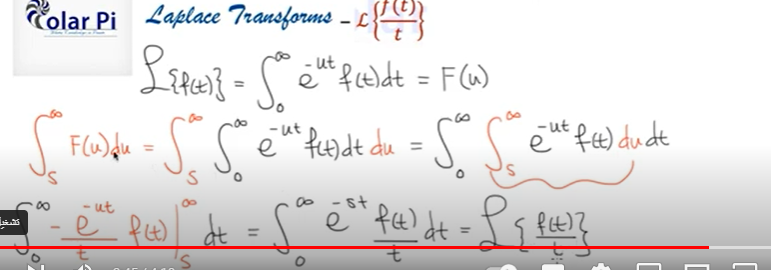 Polar Pi
Laplace Transforms - ℒ{f(t)/t}
ℒ{f(t)} = ∫₀^∞ e^{-ut} f(t)dt = F(u)
∫ₛ^∞ F(u)du = ∫ₛ^∞ ∫₀^∞ e^{-ut} f(t)dt du = ∫₀^∞ ∫ₛ^∞ e^{-ut} f(t) du dt
∫₀^∞ -e^{-ut}/t f(t)|ₛ^∞ dt = ∫₀^∞ e^{-st} f(t)/t dt = ℒ{f(t)/t}